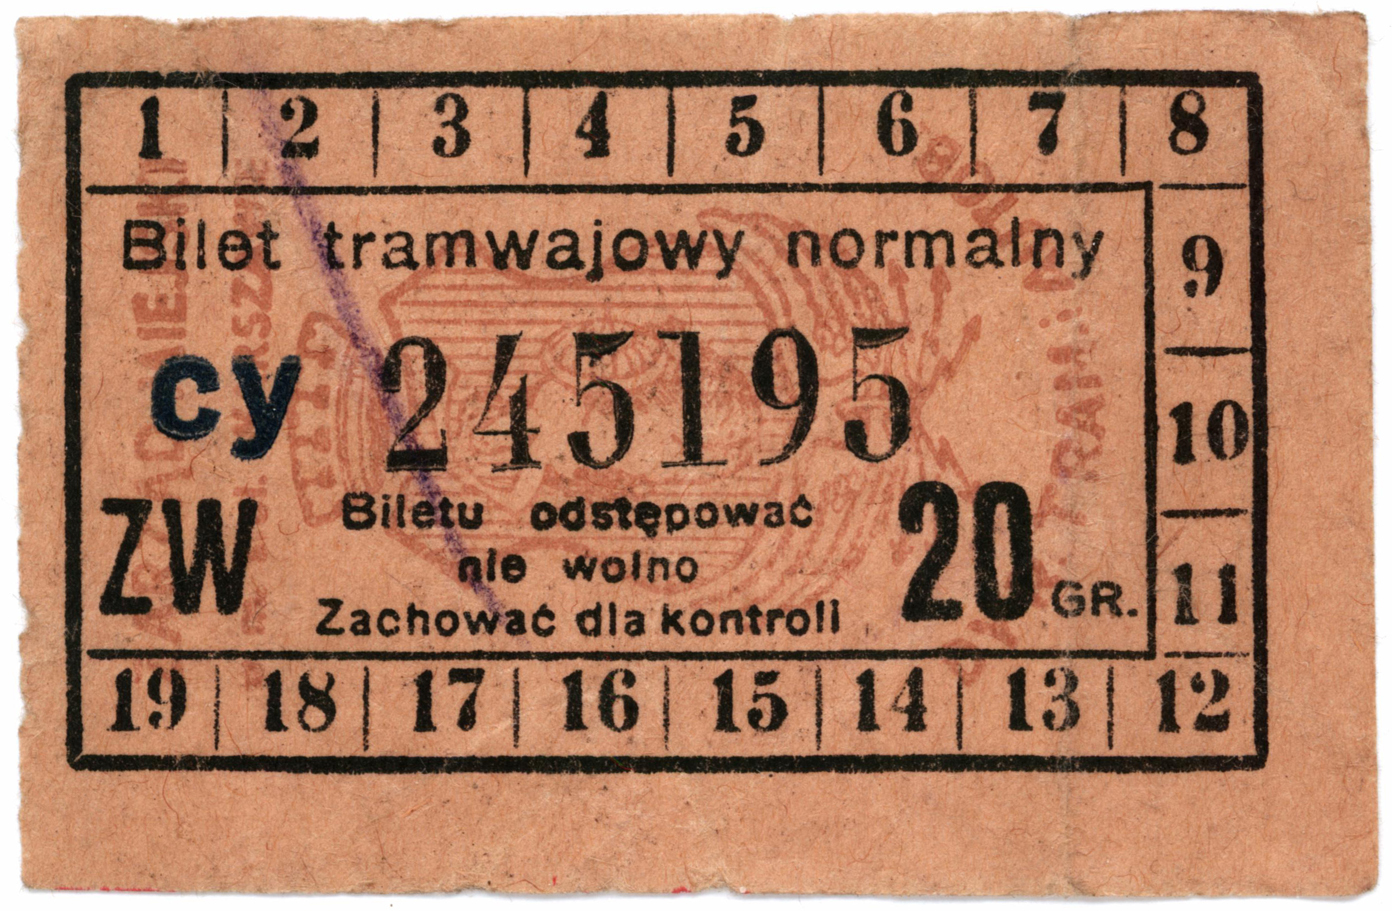 1 2 3 4 5 6 7 8
Bilet tramwajowy normalny
9
cy 245195
10
ZW
Biletu odstępować
nie wolno
Zachować dla kontroli
20 GR.
11
19 18 17 16 15 14 13 12